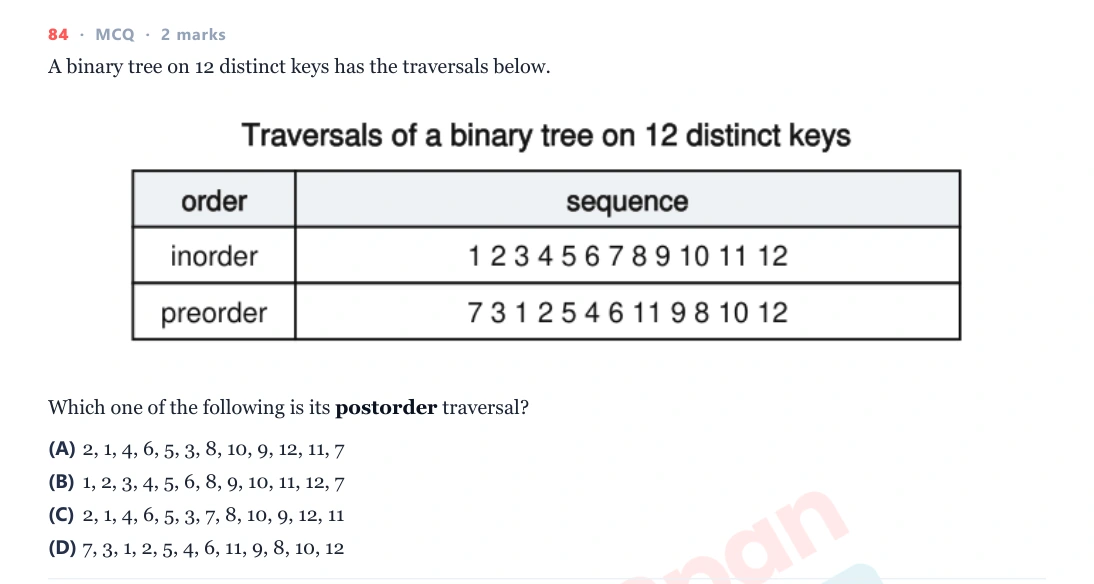 84 · MCQ · 2 marks
A binary tree on 12 distinct keys has the traversals below.
Traversals of a binary tree on 12 distinct keys
order sequence
inorder 1 2 3 4 5 6 7 8 9 10 11 12
preorder 7 3 1 2 5 4 6 11 9 8 10 12
Which one of the following is its postorder traversal?
(A) 2, 1, 4, 6, 5, 3, 8, 10, 9, 12, 11, 7
(B) 1, 2, 3, 4, 5, 6, 8, 9, 10, 11, 12, 7
(C) 2, 1, 4, 6, 5, 3, 7, 8, 10, 9, 12, 11
(D) 7, 3, 1, 2, 5, 4, 6, 11, 9, 8, 10, 12